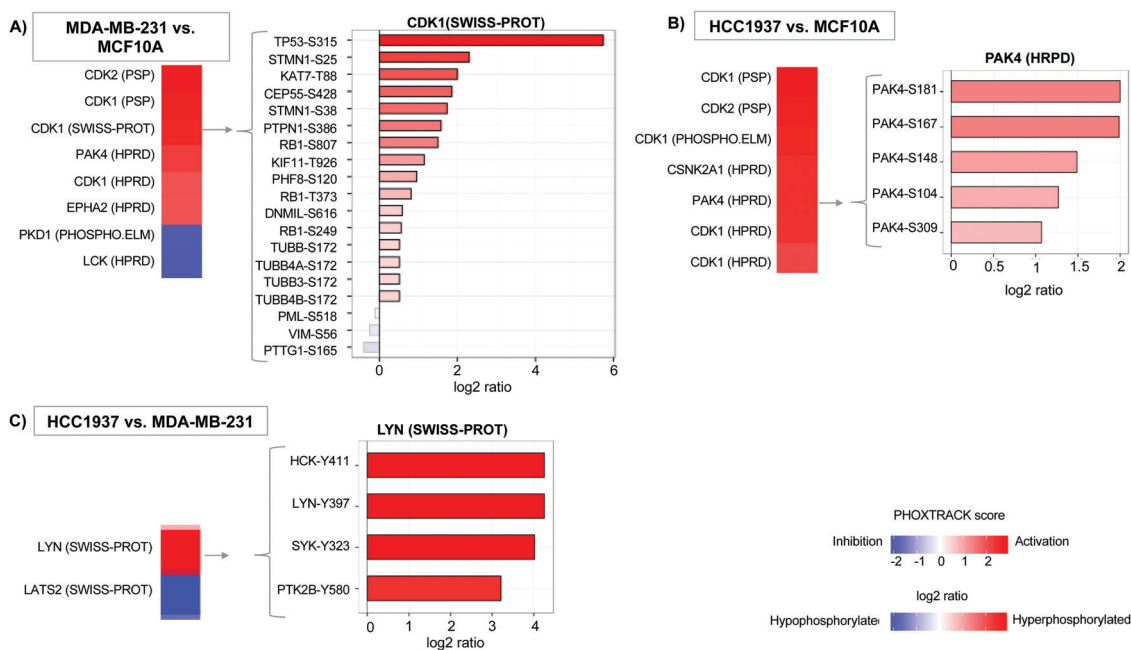 A)
MDA-MB-231 vs.
MCF10A
CDK2 (PSP)
CDK1 (PSP)
CDK1 (SWISS-PROT)
PAK4 (HPRD)
CDK1 (HPRD)
EPHA2 (HPRD)
PKD1 (PHOSPHO.ELM)
LCK (HPRD)
CDK1(SWISS-PROT)
TP53-S315
STMN1-S25
KAT7-T88
CEP55-S428
STMN1-S38
PTPN1-S386
RB1-S807
KIF11-T926
PHF8-S120
RB1-T373
DNMIL-S616
RB1-S249
TUBB-S172
TUBB4A-S172
TUBB3-S172
TUBB4B-S172
PML-S518
VIM-S56
PTTG1-S165
0 2 4 6
log2 ratio
B)
HCC1937 vs. MCF10A
CDK1 (PSP)
CDK2 (PSP)
CDK1 (PHOSPHO.ELM)
CSNK2A1 (HPRD)
PAK4 (HPRD)
CDK1 (HPRD)
CDK1 (HPRD)
PAK4 (HRPD)
PAK4-S181
PAK4-S167
PAK4-S148
PAK4-S104
PAK4-S309
0 0.5 1 1.5 2
log2 ratio
C)
HCC1937 vs. MDA-MB-231
LYN (SWISS-PROT)
LATS2 (SWISS-PROT)
LYN (SWISS-PROT)
HCK-Y411
LYN-Y397
SYK-Y323
PTK2B-Y580
0 1 2 3 4
log2 ratio
PHOXTRACK score
Inhibition Activation
-2 -1 0 1 2
log2 ratio
Hypophosphorylated Hyperphosphorylated
-2 -1 0 1 2